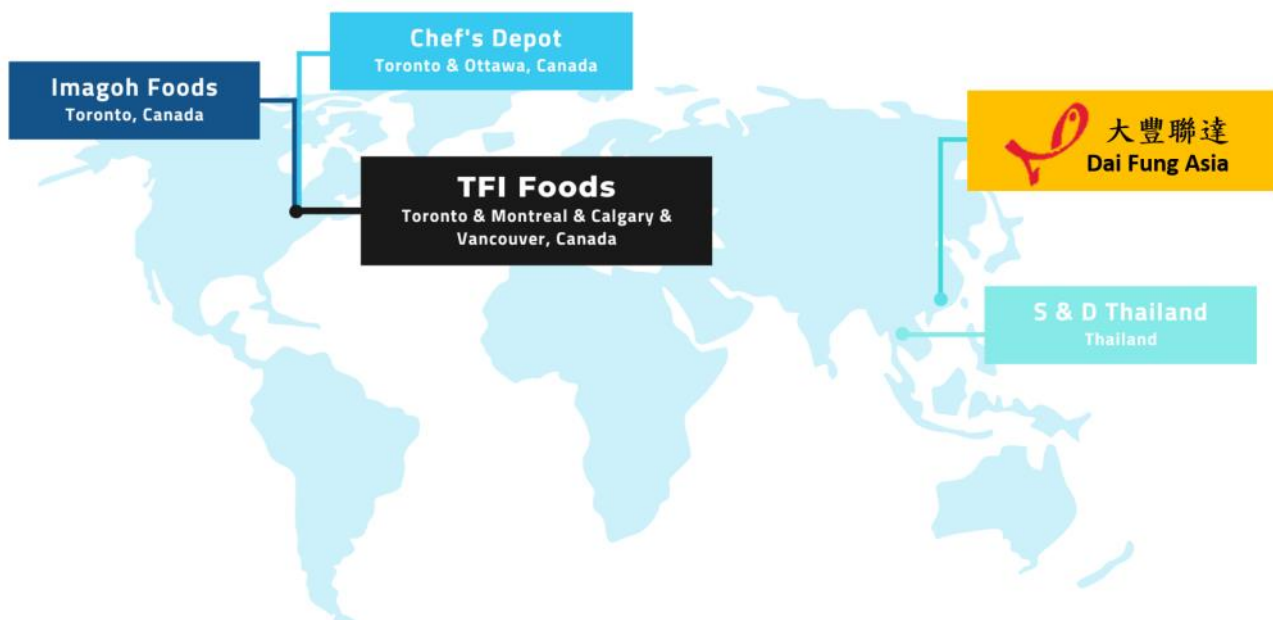 Chef's Depot
Toronto & Ottawa, Canada
Imagoh Foods
Toronto, Canada
大豐聯達
Dai Fung Asia
TFI Foods
Toronto & Montreal & Calgary &
Vancouver, Canada
S & D Thailand
Thailand